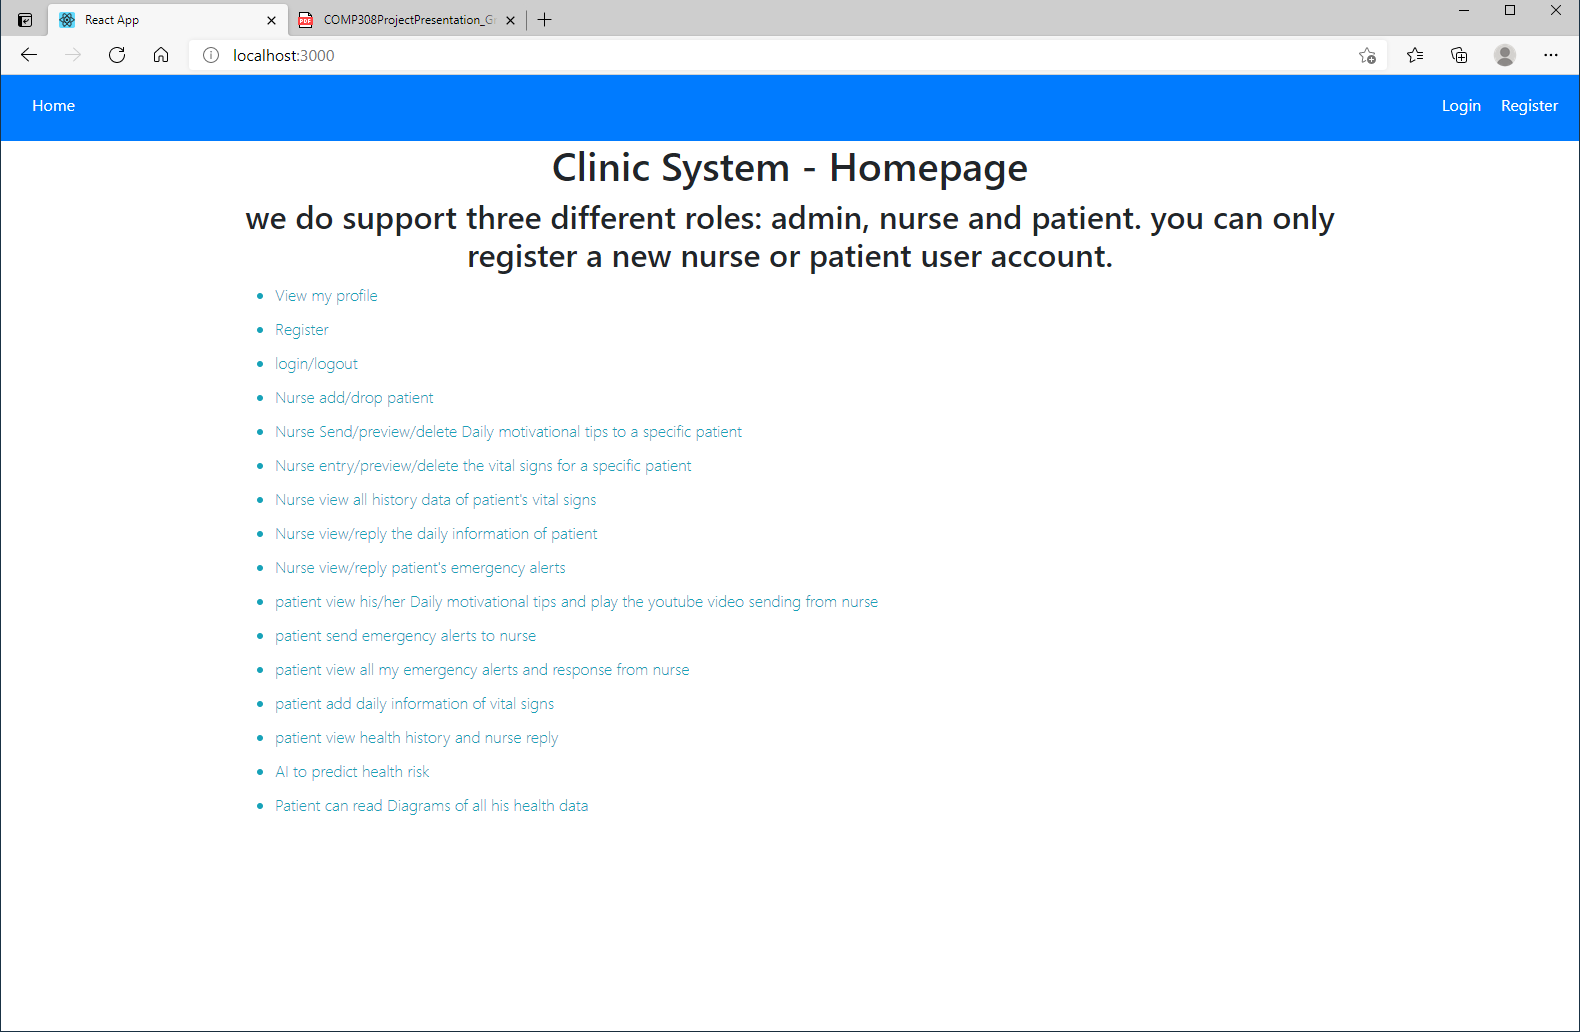 React App
COMP308ProjectPresentation_G
localhost:3000
Home
Login
Register
Clinic System - Homepage
we do support three different roles: admin, nurse and patient. you can only
register a new nurse or patient user account.
View my profile
Register
login/logout
Nurse add/drop patient
Nurse Send/preview/delete Daily motivational tips to a specific patient
Nurse entry/preview/delete the vital signs for a specific patient
Nurse view all history data of patient's vital signs
Nurse view/reply the daily information of patient
Nurse view/reply patient's emergency alerts
patient view his/her Daily motivational tips and play the youtube video sending from nurse
patient send emergency alerts to nurse
patient view all my emergency alerts and response from nurse
patient add daily information of vital signs
patient view health history and nurse reply
AI to predict health risk
Patient can read Diagrams of all his health data